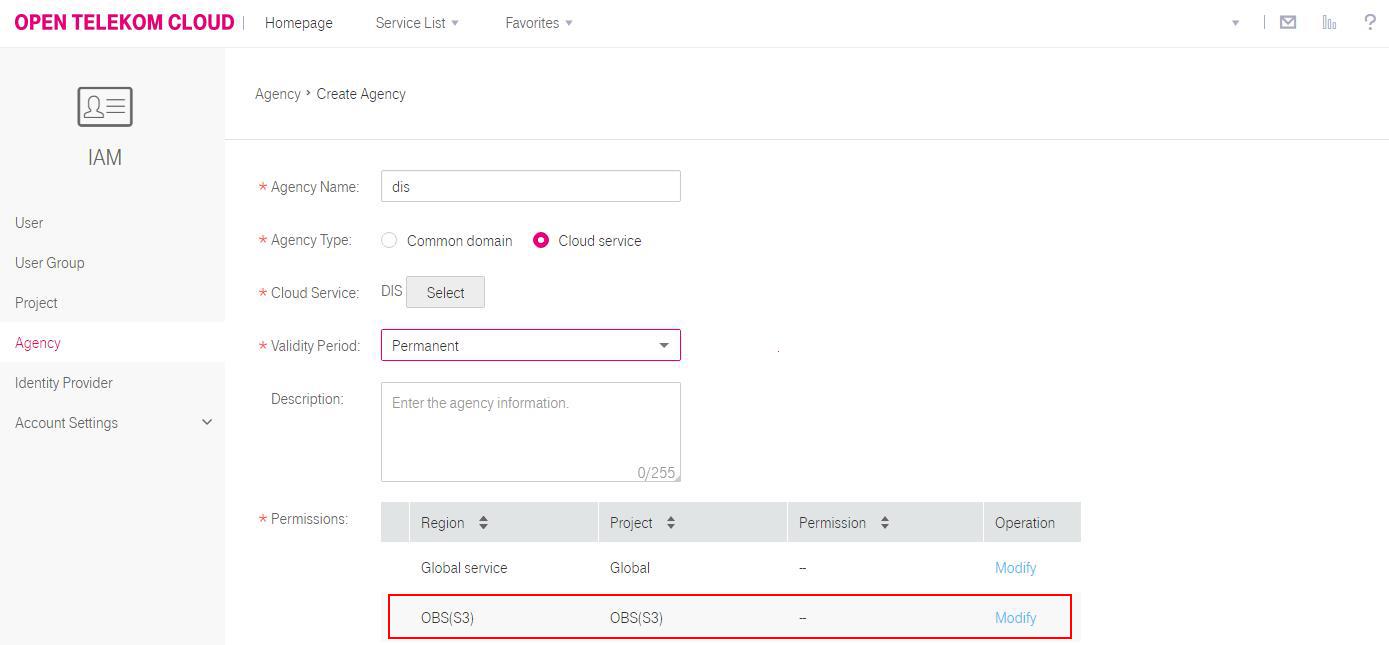 OPEN TELEKOM CLOUD Homepage Service List Favorites ?
Agency > Create Agency
IAM
User
User Group
Project
Agency
Identity Provider
Account Settings
* Agency Name: dis
* Agency Type: Common domain Cloud service
* Cloud Service: DIS Select
* Validity Period: Permanent
Description: Enter the agency information.
0/255
* Permissions: Region Project Permission Operation
Global service Global -- Modify
OBS(S3) OBS(S3) -- Modify